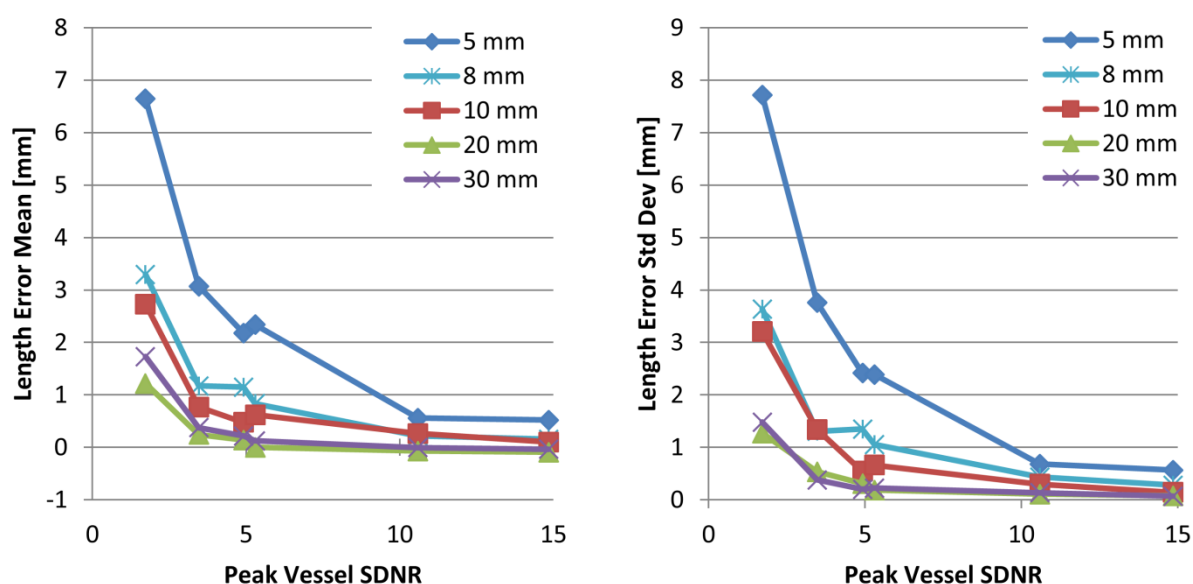 8
7
6
5
4
3
2
1
0
-1
0
5
10
15
Length Error Mean [mm]
Peak Vessel SDNR
5 mm
8 mm
10 mm
20 mm
30 mm
9
8
7
6
5
4
3
2
1
0
0
5
10
15
Length Error Std Dev [mm]
Peak Vessel SDNR
5 mm
8 mm
10 mm
20 mm
30 mm